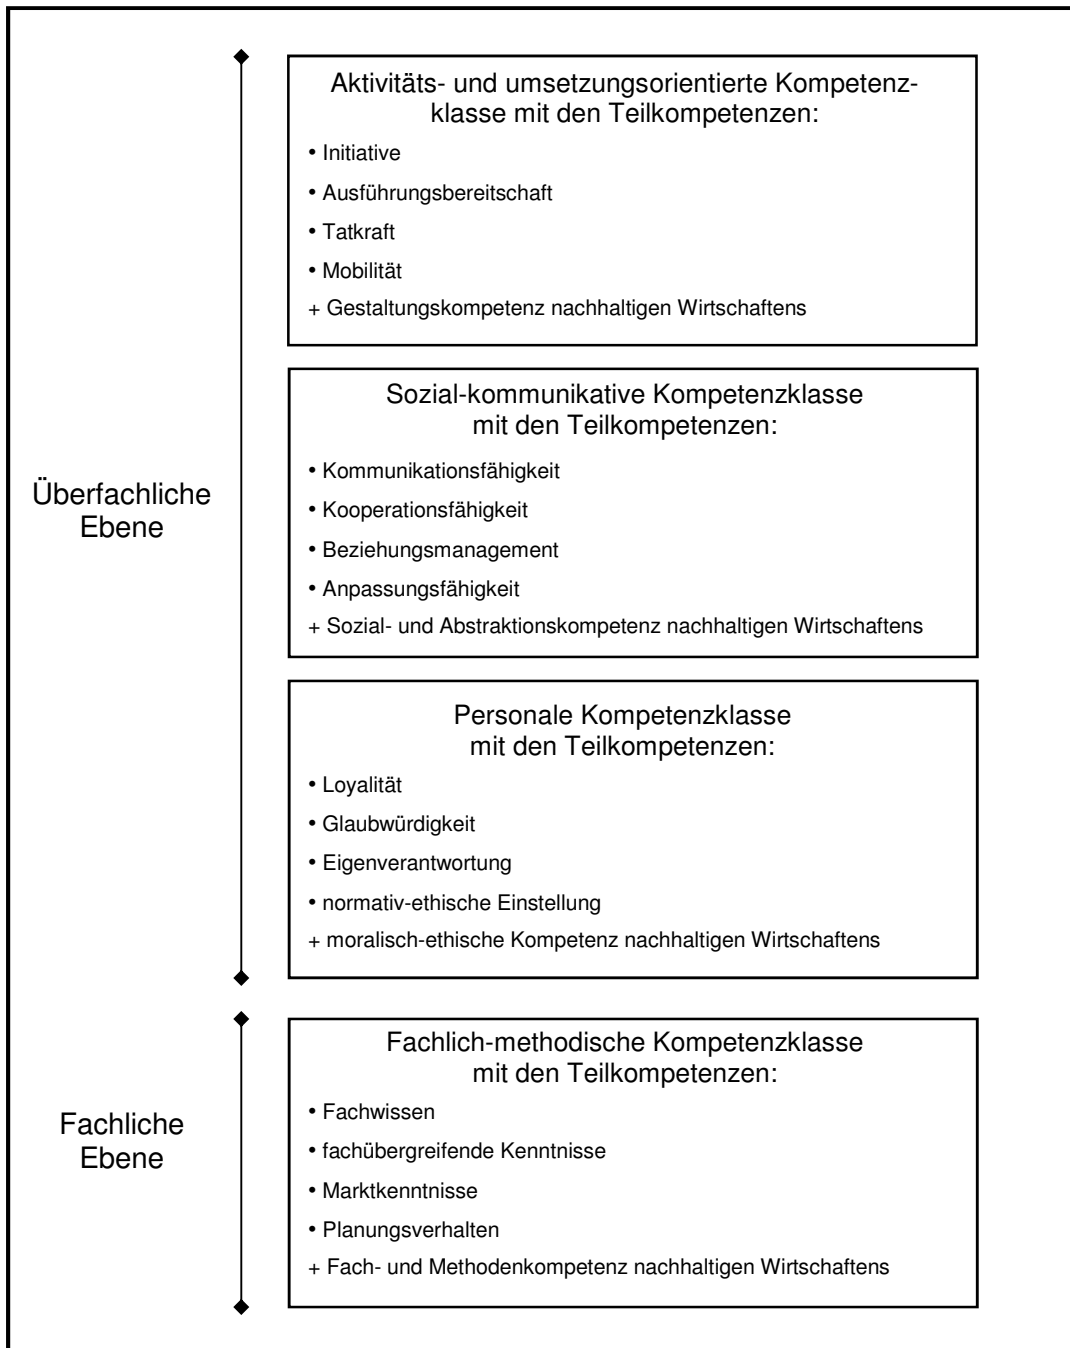 Aktivitäts- und umsetzungsorientierte Kompetenz-
klasse mit den Teilkompetenzen:
• Initiative
• Ausführungsbereitschaft
• Tatkraft
• Mobilität
+ Gestaltungskompetenz nachhaltigen Wirtschaftens
Überfachliche
Ebene
Sozial-kommunikative Kompetenzklasse
mit den Teilkompetenzen:
• Kommunikationsfähigkeit
• Kooperationsfähigkeit
• Beziehungsmanagement
• Anpassungsfähigkeit
+ Sozial- und Abstraktionskompetenz nachhaltigen Wirtschaftens
Personale Kompetenzklasse
mit den Teilkompetenzen:
• Loyalität
• Glaubwürdigkeit
• Eigenverantwortung
• normativ-ethische Einstellung
+ moralisch-ethische Kompetenz nachhaltigen Wirtschaftens
Fachliche
Ebene
Fachlich-methodische Kompetenzklasse
mit den Teilkompetenzen:
• Fachwissen
• fachübergreifende Kenntnisse
• Marktkenntnisse
• Planungsverhalten
+ Fach- und Methodenkompetenz nachhaltigen Wirtschaftens